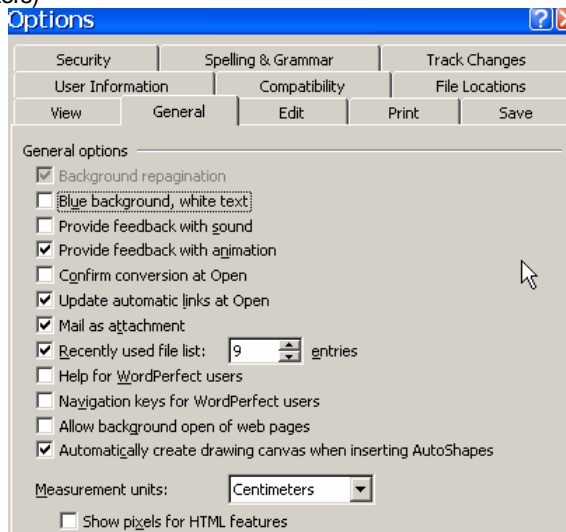 Options
Security Spelling & Grammar Track Changes
User Information Compatibility File Locations
View General Edit Print Save
General options
Background repagination
Blue background, white text
Provide feedback with sound
Provide feedback with animation
Confirm conversion at Open
Update automatic links at Open
Mail as attachment
Recently used file list: 9 entries
Help for WordPerfect users
Navigation keys for WordPerfect users
Allow background open of web pages
Automatically create drawing canvas when inserting AutoShapes
Measurement units: Centimeters
Show pixels for HTML features